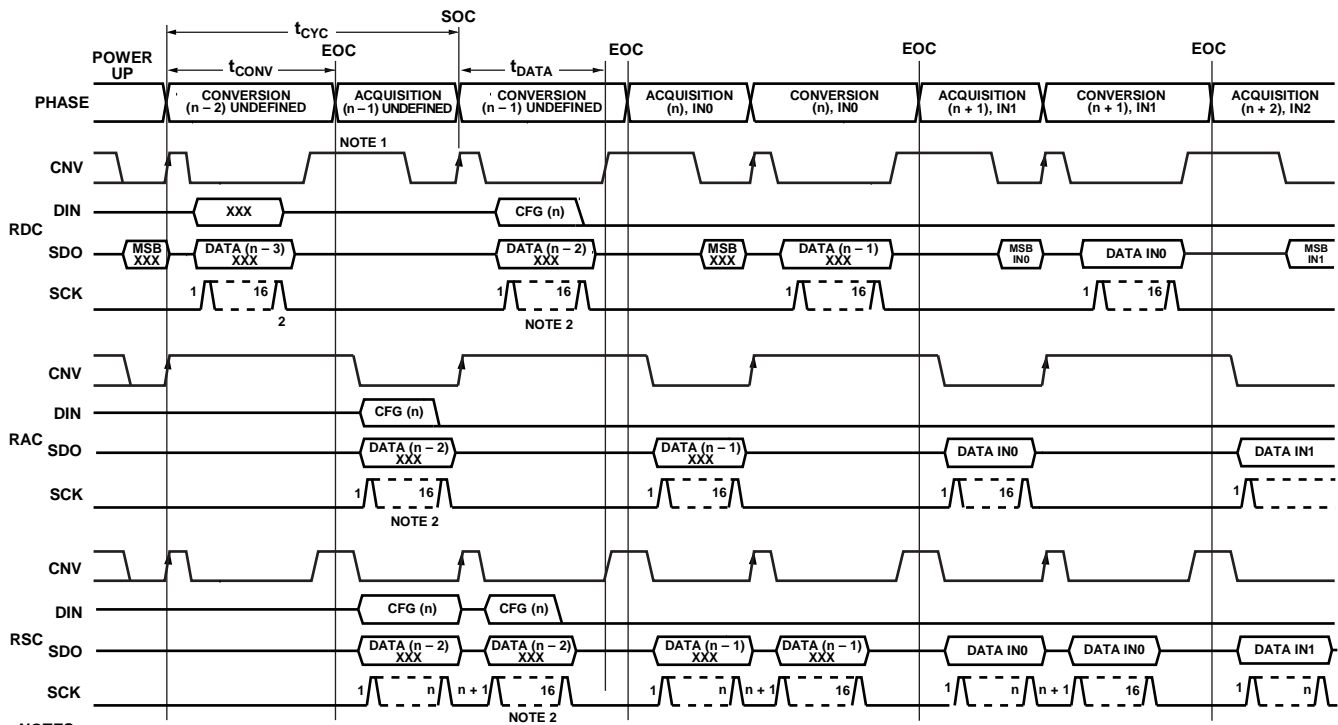 SOC
tCYC
POWER UP
EOC EOC EOC EOC
tCONV tDATA
PHASE
CONVERSION (n – 2) UNDEFINED
ACQUISITION (n – 1) UNDEFINED
CONVERSION (n – 1) UNDEFINED
ACQUISITION (n), IN0
CONVERSION (n), IN0
ACQUISITION (n + 1), IN1
CONVERSION (n + 1), IN1
ACQUISITION (n + 2), IN2
NOTE 1
CNV
RDC
DIN XXX CFG (n)
SDO
MSB XXX
DATA (n – 3) XXX
DATA (n – 2) XXX
MSB XXX
DATA (n – 1) XXX
MSB IN0
DATA IN0
MSB IN1
SCK 1 16 1 16 1 16 1 16
2
NOTE 2
CNV
RAC
DIN CFG (n)
SDO
DATA (n – 2) XXX
DATA (n – 1) XXX
DATA IN0
DATA IN1
SCK 1 16 1 16 1 16 1
NOTE 2
CNV
RSC
DIN CFG (n) CFG (n)
SDO
DATA (n – 2) XXX
DATA (n – 2) XXX
DATA (n – 1) XXX
DATA (n – 1) XXX
DATA IN0
DATA IN0
DATA IN1
SCK 1 n n + 1 16 1 n n + 1 16 1 n n + 1 16 1 n
NOTE 2